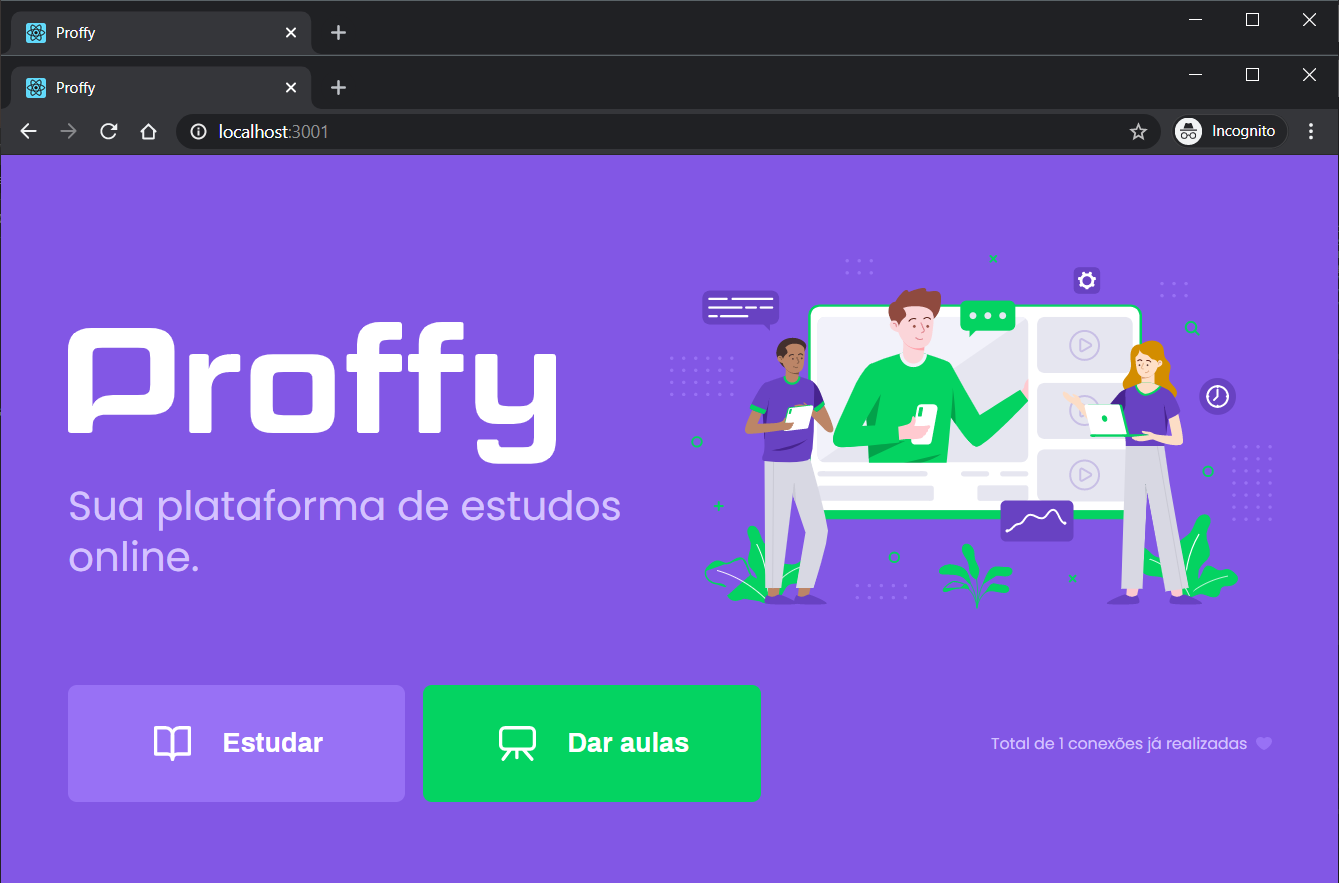 Proffy
Proffy
localhost:3001
Incognito
Proffy
Sua plataforma de estudos
online.
Estudar
Dar aulas
Total de 1 conexões já realizadas